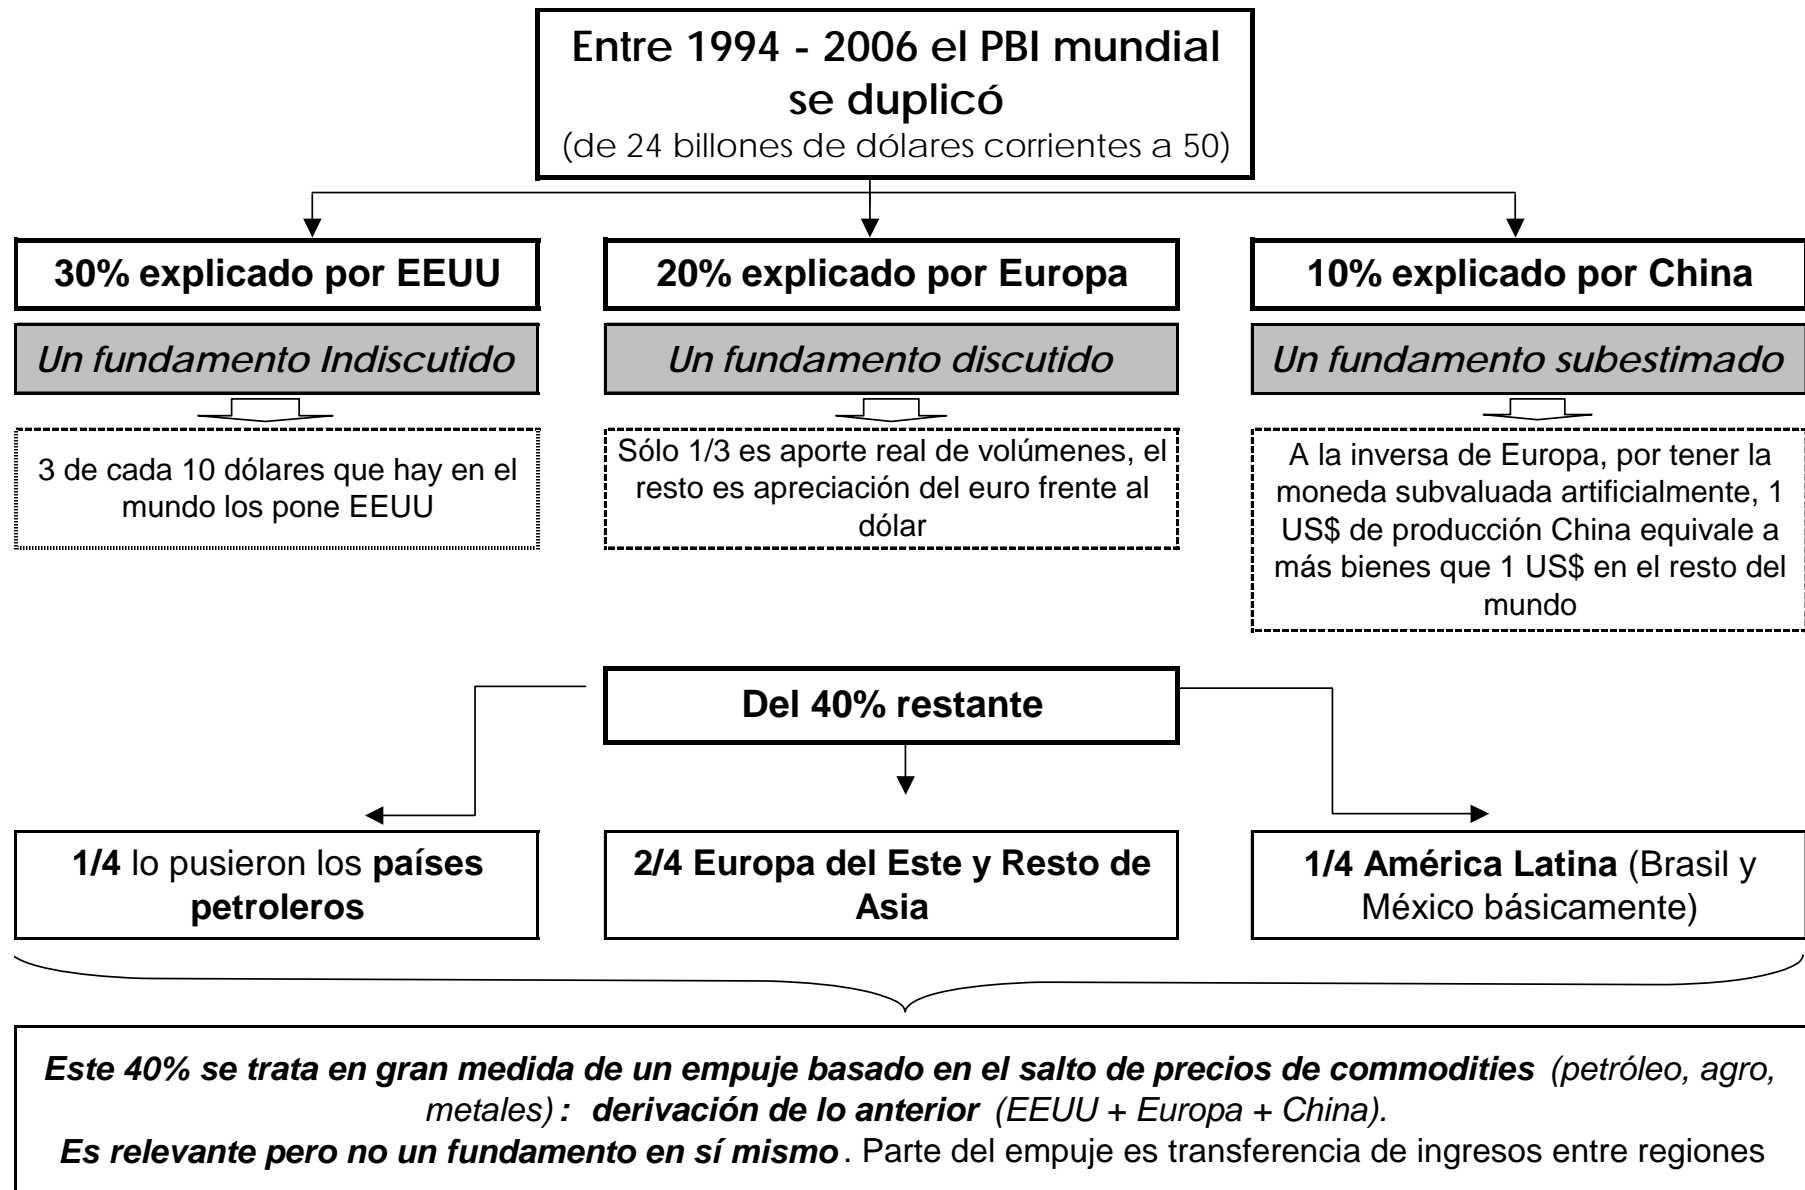 Entre 1994 - 2006 el PBI mundial
se duplicó
(de 24 billones de dólares corrientes a 50)
30% explicado por EEUU
20% explicado por Europa
10% explicado por China
Un fundamento Indiscutido
Un fundamento discutido
Un fundamento subestimado
3 de cada 10 dólares que hay en el
mundo los pone EEUU
Sólo 1/3 es aporte real de volúmenes, el
resto es apreciación del euro frente al
dólar
A la inversa de Europa, por tener la
moneda subvaluada artificialmente, 1
US$ de producción China equivale a
más bienes que 1 US$ en el resto del
mundo
Del 40% restante
1/4 lo pusieron los países
petroleros
2/4 Europa del Este y Resto de
Asia
1/4 América Latina (Brasil y
México básicamente)
Este 40% se trata en gran medida de un empuje basado en el salto de precios de commodities (petróleo, agro,
metales) : derivación de lo anterior (EEUU + Europa + China).
Es relevante pero no un fundamento en sí mismo. Parte del empuje es transferencia de ingresos entre regiones